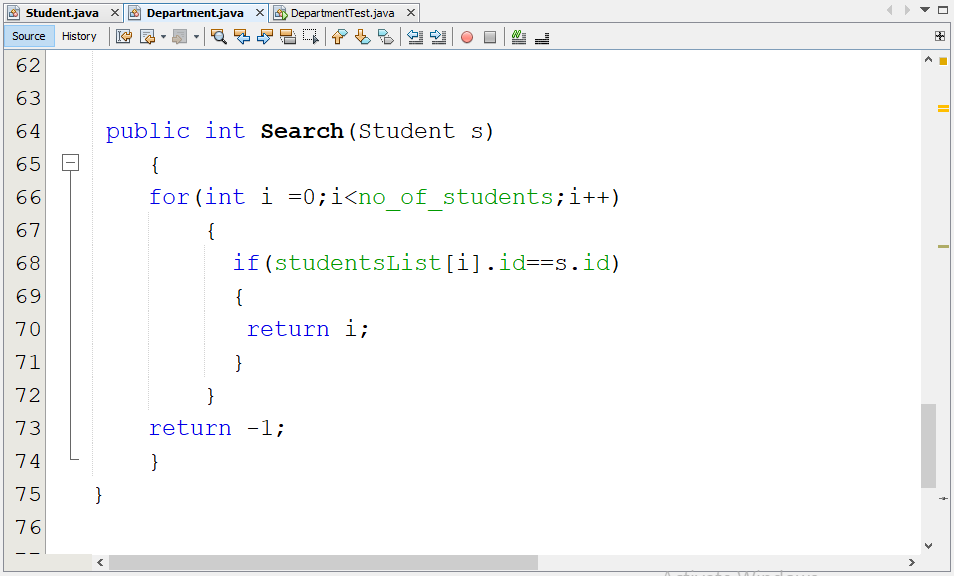 Student.java Department.java DepartmentTest.java
Source History
62
63
64 public int Search(Student s)
65 {
66 for(int i =0;i<no_of_students;i++)
67 {
68 if(studentsList[i].id==s.id)
69 {
70 return i;
71 }
72 }
73 return -1;
74 }
75 }
76